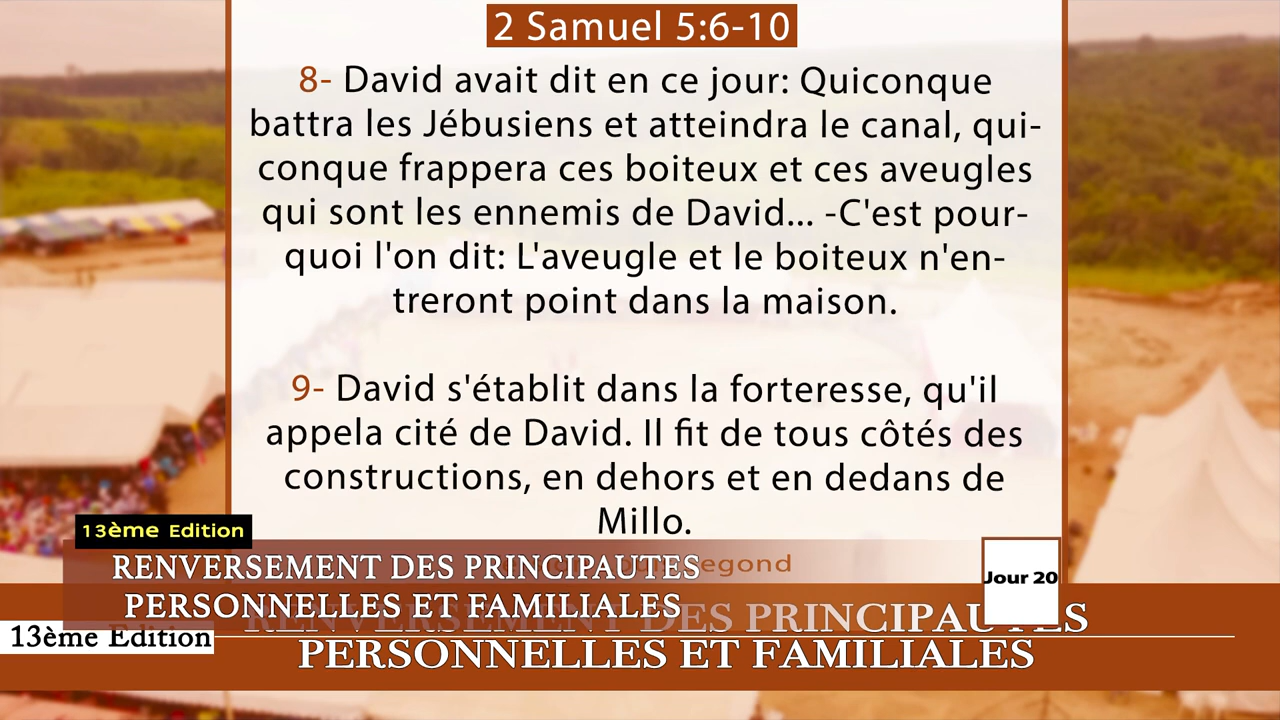 2 Samuel 5:6-10
8- David avait dit en ce jour: Quiconque
battra les Jébusiens et atteindra le canal, qui-
conque frappera ces boiteux et ces aveugles
qui sont les ennemis de David... -C'est pour-
quoi l'on dit: L'aveugle et le boiteux n'en-
treront point dans la maison.
9- David s'établit dans la forteresse, qu'il
appela cité de David. Il fit de tous côtés des
constructions, en dehors et en dedans de
Millo.
egond
13ème Edition
RENVERSEMENT DES PRINCIPAUTES
PERSONNELLES ET FAMILIALES
Jour 20
RENVERSEMENT DES PRINCIPAUTES
PERSONNELLES ET FAMILIALES
13ème Edition